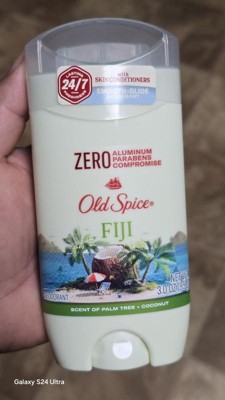 LASTING
24/7
with
SKIN CONDITIONERS
SMOOTH GLIDE
ZERO ALUMINUM
PARABENS
COMPROMISE
Old Spice®
FIJI
DEODORANT
NET WT
3.0 OZ
SCENT OF PALM TREE • COCONUT
Galaxy S24 Ultra